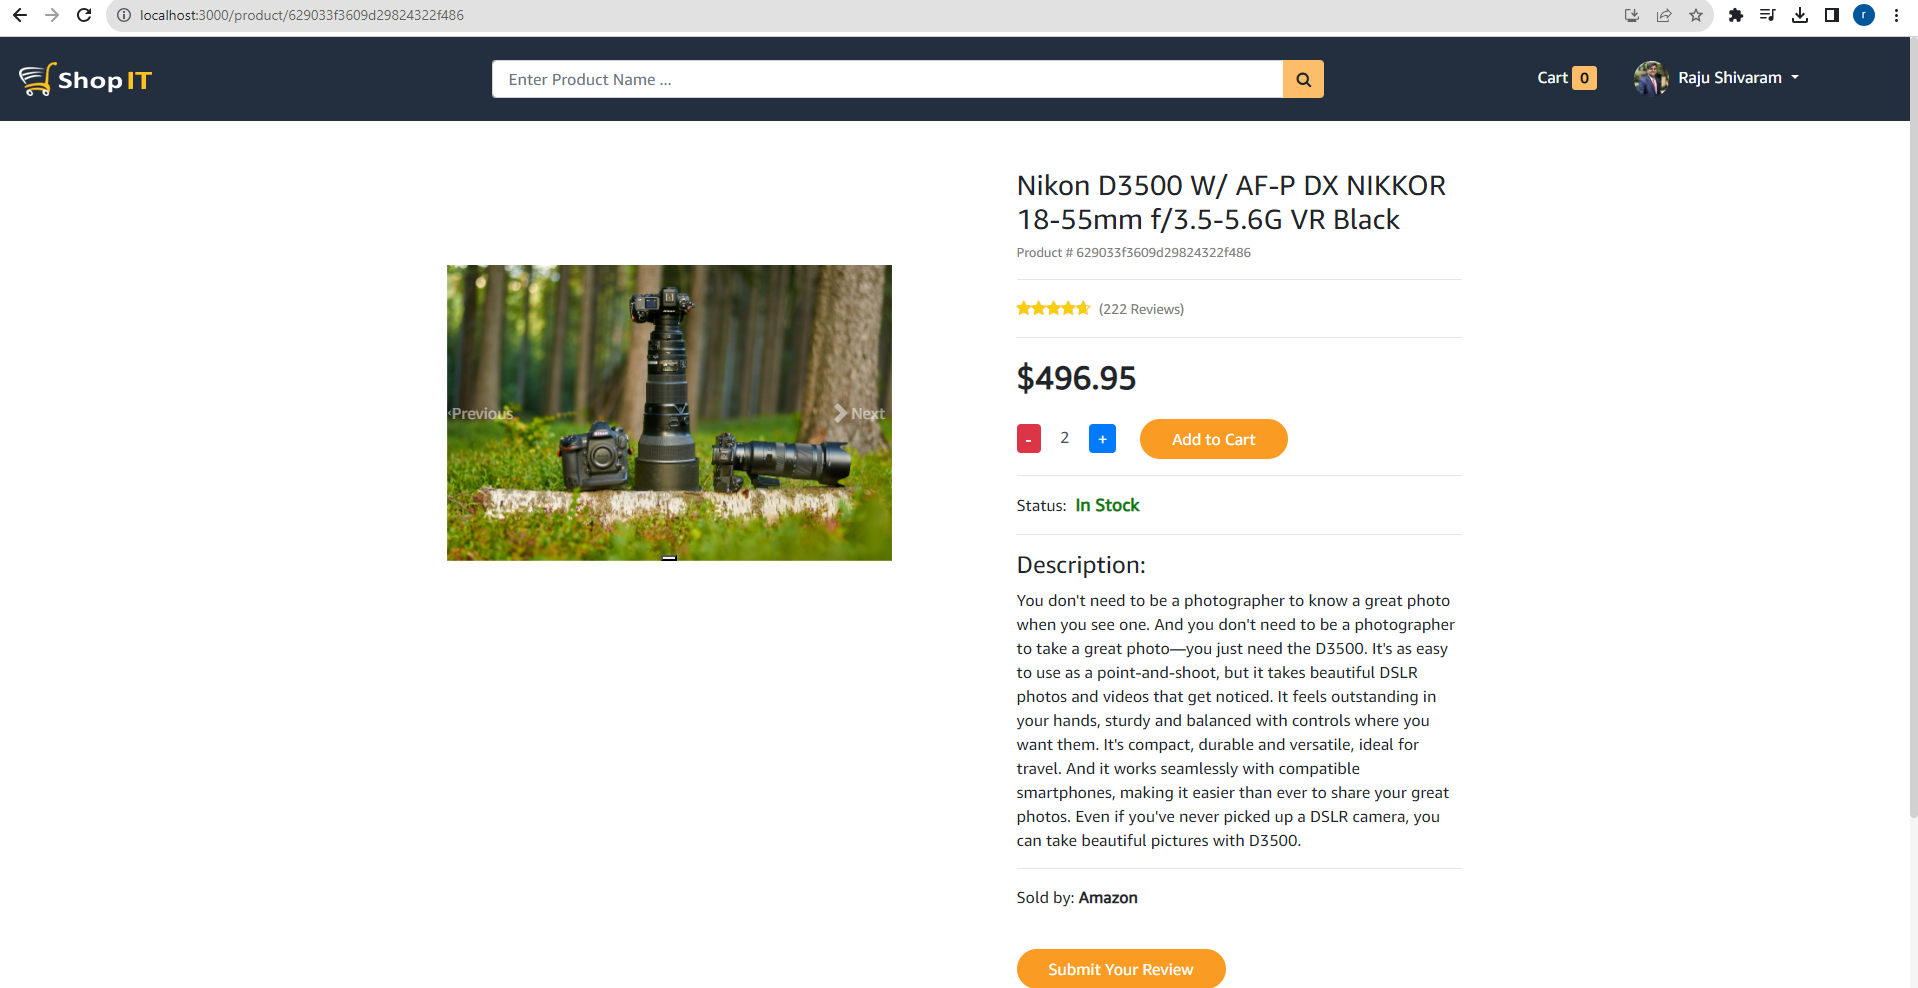 localhost:3000/product/629033f3609d29824322f486
r
Shop IT
Enter Product Name ...
Cart 0
Raju Shivaram
Nikon D3500 W/ AF-P DX NIKKOR
18-55mm f/3.5-5.6G VR Black
Product # 629033f3609d29824322f486
(222 Reviews)
$496.95
- 2 + Add to Cart
Previous
Next
Status: In Stock
Description:
You don't need to be a photographer to know a great photo
when you see one. And you don't need to be a photographer
to take a great photo—you just need the D3500. It's as easy
to use as a point-and-shoot, but it takes beautiful DSLR
photos and videos that get noticed. It feels outstanding in
your hands, sturdy and balanced with controls where you
want them. It's compact, durable and versatile, ideal for
travel. And it works seamlessly with compatible
smartphones, making it easier than ever to share your great
photos. Even if you've never picked up a DSLR camera, you
can take beautiful pictures with D3500.
Sold by: Amazon
Submit Your Review